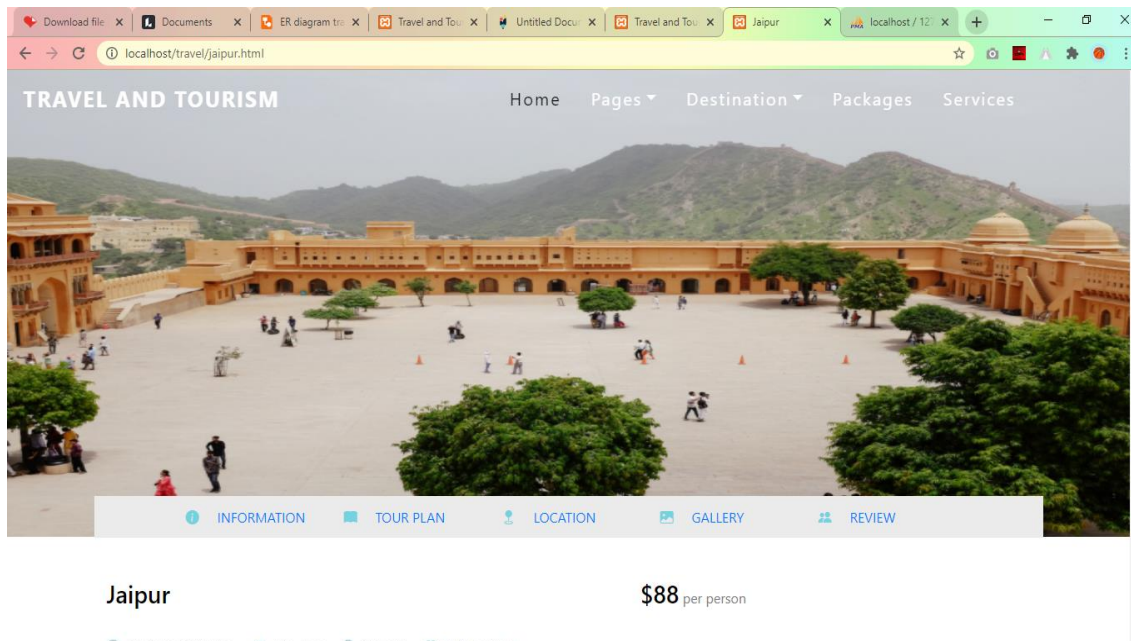 Download file
Documents
ER diagram tra
Travel and Tou
Untitled Docur
Travel and Tou
Jaipur
localhost / 127
localhost/travel/jaipur.html
TRAVEL AND TOURISM
Home Pages Destination Packages Services
INFORMATION TOUR PLAN LOCATION GALLERY REVIEW
Jaipur $88 per person